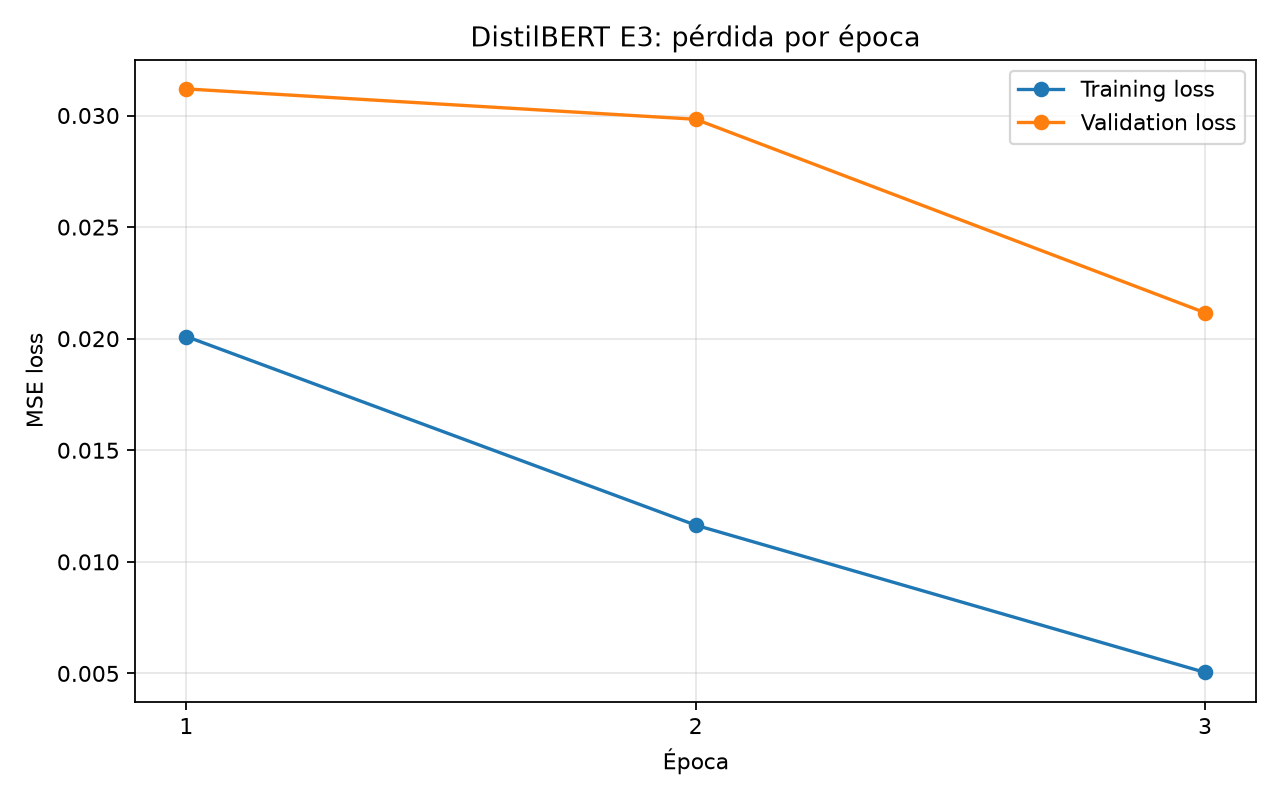 DistilBERT E3: pérdida por época
Training loss
Validation loss
0.030
0.025
0.020
0.015
0.010
0.005
MSE loss
1 2 3
Época